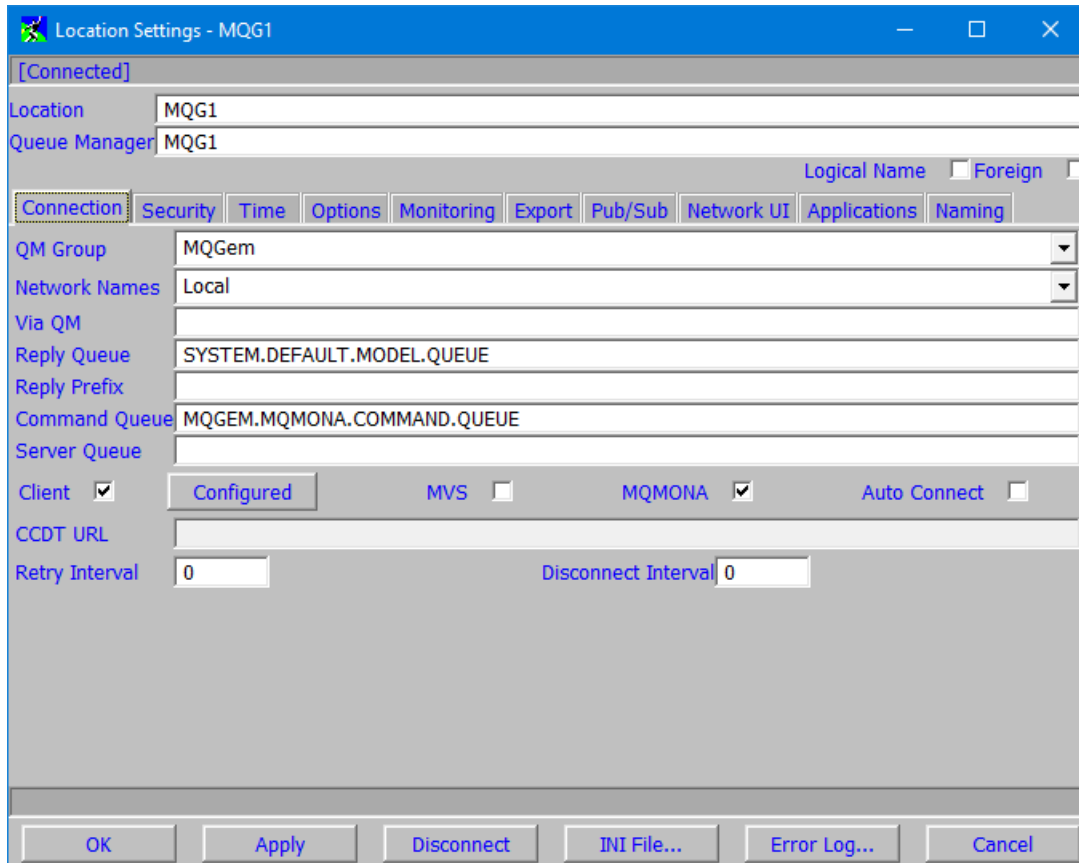 Location Settings - MQG1
[Connected]
Location MQG1
Queue Manager MQG1
Logical Name Foreign
Connection Security Time Options Monitoring Export Pub/Sub Network UI Applications Naming
QM Group MQGem
Network Names Local
Via QM
Reply Queue SYSTEM.DEFAULT.MODEL.QUEUE
Reply Prefix
Command Queue MQGEM.MQMONA.COMMAND.QUEUE
Server Queue
Client Configured MVS MQMONA Auto Connect
CCDT URL
Retry Interval 0 Disconnect Interval 0
OK Apply Disconnect INI File... Error Log... Cancel